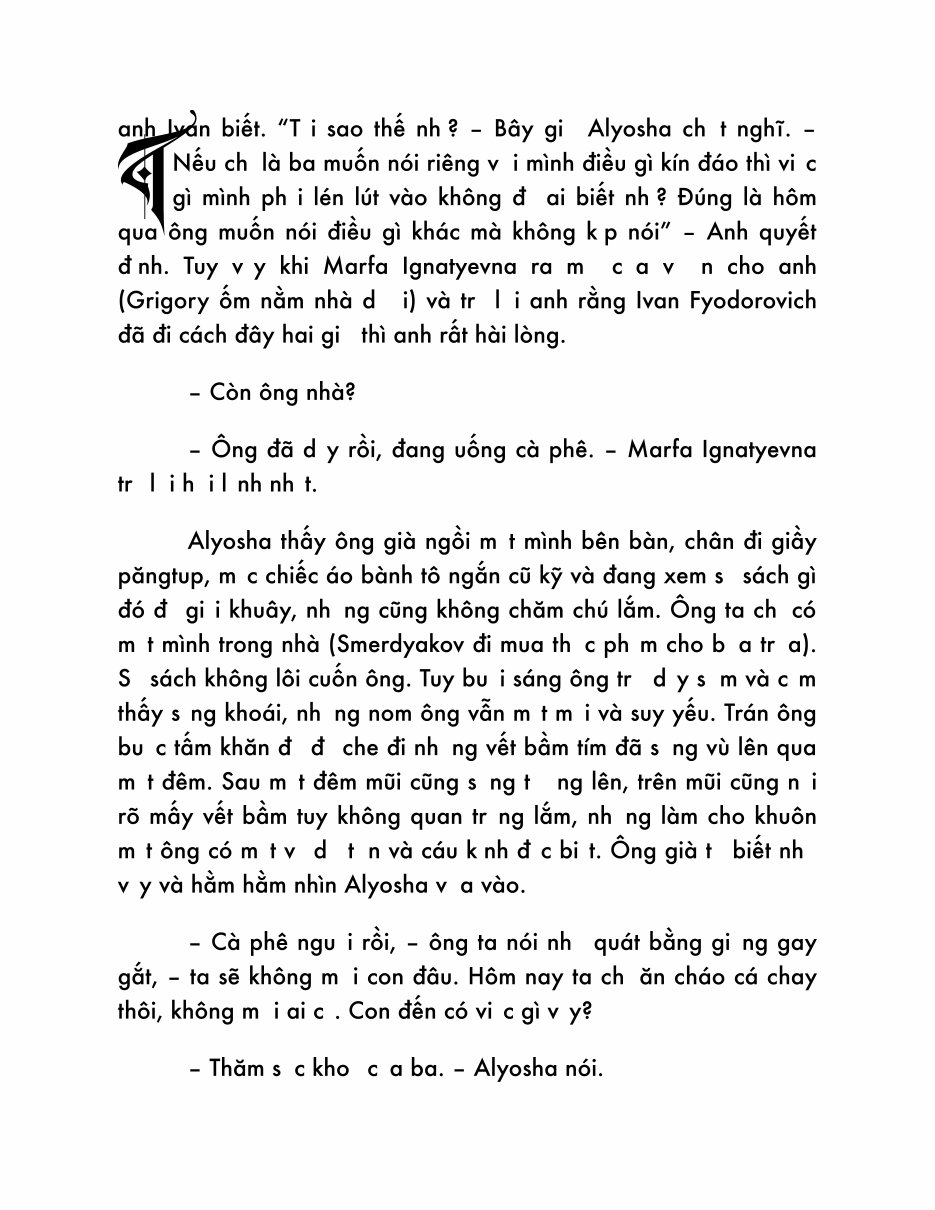 anh Ivan biết. “T i sao thế nh ? – Bây gi Alyosha ch t nghĩ. –
Nếu ch là ba muốn nói riêng v i mình điều gì kín đáo thì vi c
gì mình ph i lén lút vào không đ ai biết nh ? Đúng là hôm
qua ông muốn nói điều gì khác mà không k p nói” – Anh quyết
đ nh. Tuy v y khi Marfa Ignatyevna ra m c a v n cho anh
(Grigory ốm nằm nhà d i) và tr l i anh rằng Ivan Fyodorovich
đã đi cách đây hai gi thì anh rất hài lòng.
– Còn ông nhà?
– Ông đã d y rồi, đang uống cà phê. – Marfa Ignatyevna
tr l i h i l nh nh t.
Alyosha thấy ông già ngồi m t mình bên bàn, chân đi giầy
păngtup, m c chiếc áo bành tô ngắn cũ kỹ và đang xem s sách gì
đó đ gi i khuây, nh ng cũng không chăm chú lắm. Ông ta ch có
m t mình trong nhà (Smerdyakov đi mua th c ph m cho b a tr a).
S sách không lôi cuốn ông. Tuy bu i sáng ông tr d y s m và c m
thấy s ng khoái, nh ng nom ông vẫn m t m i và suy yếu. Trán ông
bu c tấm khăn đ đ che đi nh ng vết bầm tím đã s ng vù lên qua
m t đêm. Sau m t đêm mũi cũng s ng t ng lên, trên mũi cũng n i
rõ mấy vết bầm tuy không quan tr ng lắm, nh ng làm cho khuôn
m t ông có m t v d t n và cáu k nh đ c bi t. Ông già t biết nh
v y và hằm hằm nhìn Alyosha v a vào.
– Cà phê ngu i rồi, – ông ta nói nh quát bằng gi ng gay
gắt, – ta sẽ không m i con đâu. Hôm nay ta ch ăn cháo cá chay
thôi, không m i ai c . Con đến có vi c gì v y?
– Thăm s c kho c a ba. – Alyosha nói.